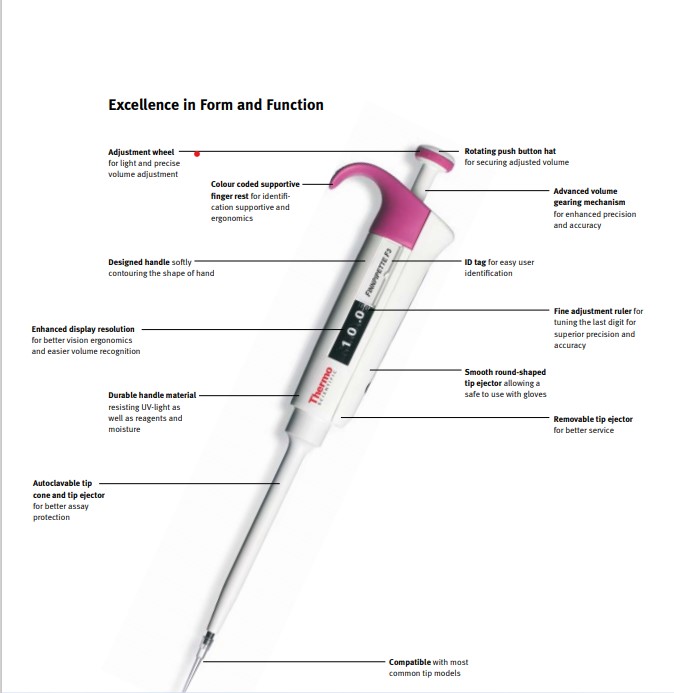 Excellence in Form and Function
Adjustment wheel
for light and precise
volume adjustment
Rotating push button hat
for securing adjusted volume
Colour coded supportive
finger rest for identifi-
cation supportive and
ergonomics
Advanced volume
gearing mechanism
for enhanced precision
and accuracy
Designed handle softly
contouring the shape of hand
ID tag for easy user
identification
FINNPIPETTE F3
Fine adjustment ruler for
tuning the last digit for
superior precision and
accuracy
10.0
Enhanced display resolution
for better vision ergonomics
and easier volume recognition
Smooth round-shaped
tip ejector allowing a
safe to use with gloves
Thermo
SCIENTIFIC
Durable handle material
resisting UV-light as
well as reagents and
moisture
Removable tip ejector
for better service
Autoclavable tip
cone and tip ejector
for better assay
protection
Compatible with most
common tip models